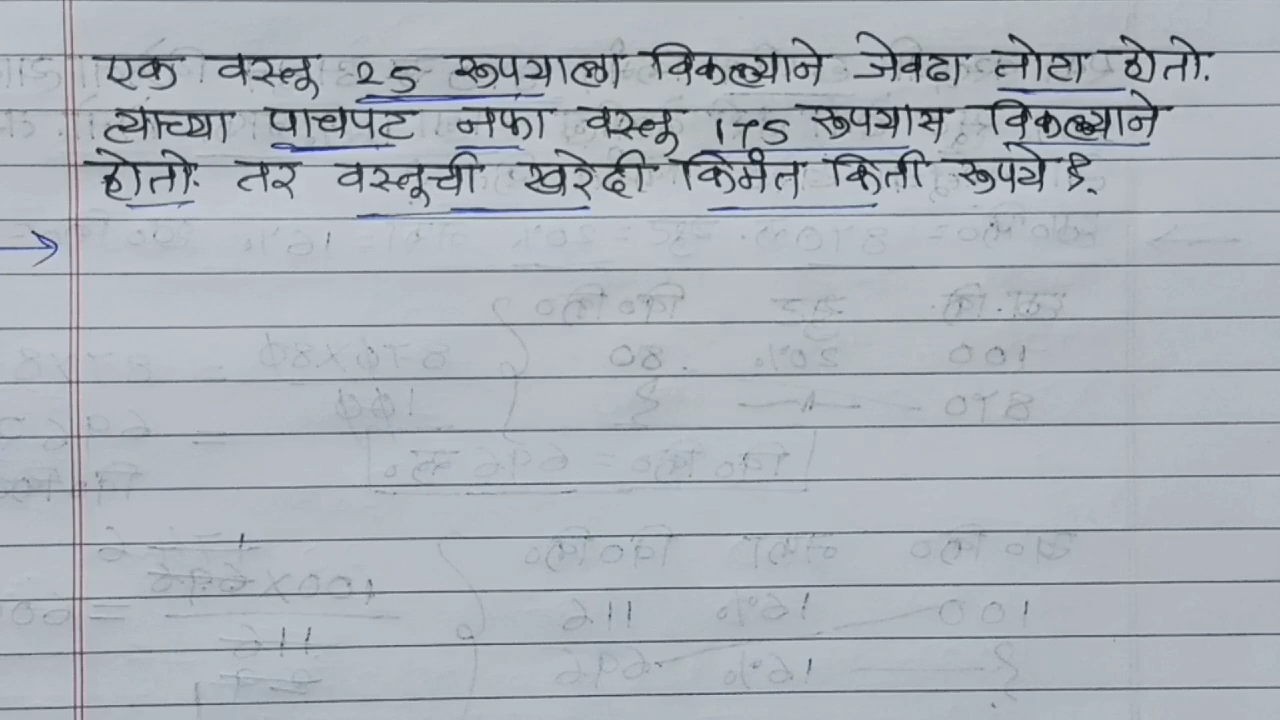 एक वस्तू 25 रूपयाला विकल्याने जेवढा तोटा होतो.
त्याच्या पाचपट नफा वस्तू 175 रूपयास विकल्याने
होतो. तर वस्तूची खरेदी किंमत किती रूपये ?